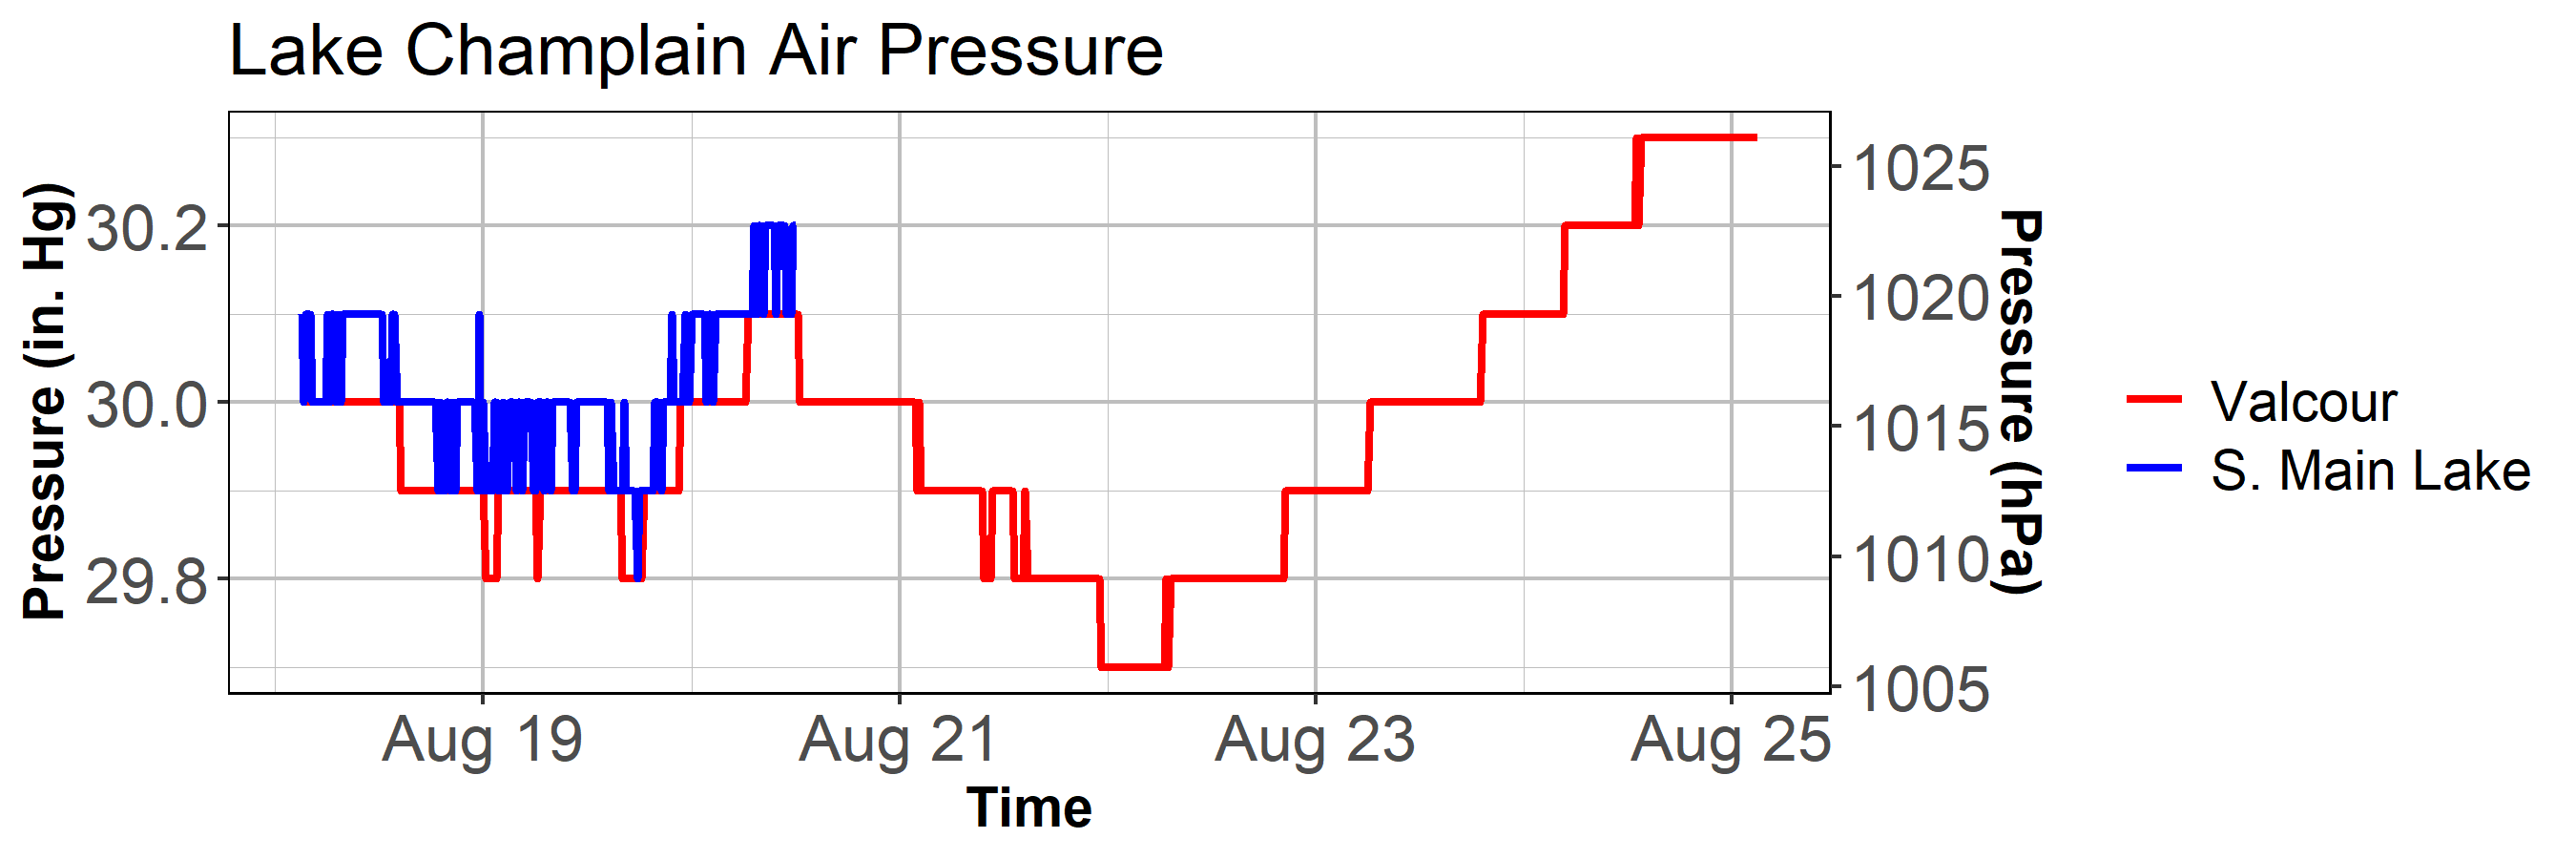 Lake Champlain Air Pressure
Pressure (in. Hg)
30.2
30.0
29.8
1025
1020
1015
1010
1005
Pressure (hPa)
Aug 19
Aug 21
Aug 23
Aug 25
Time
Valcour
S. Main Lake